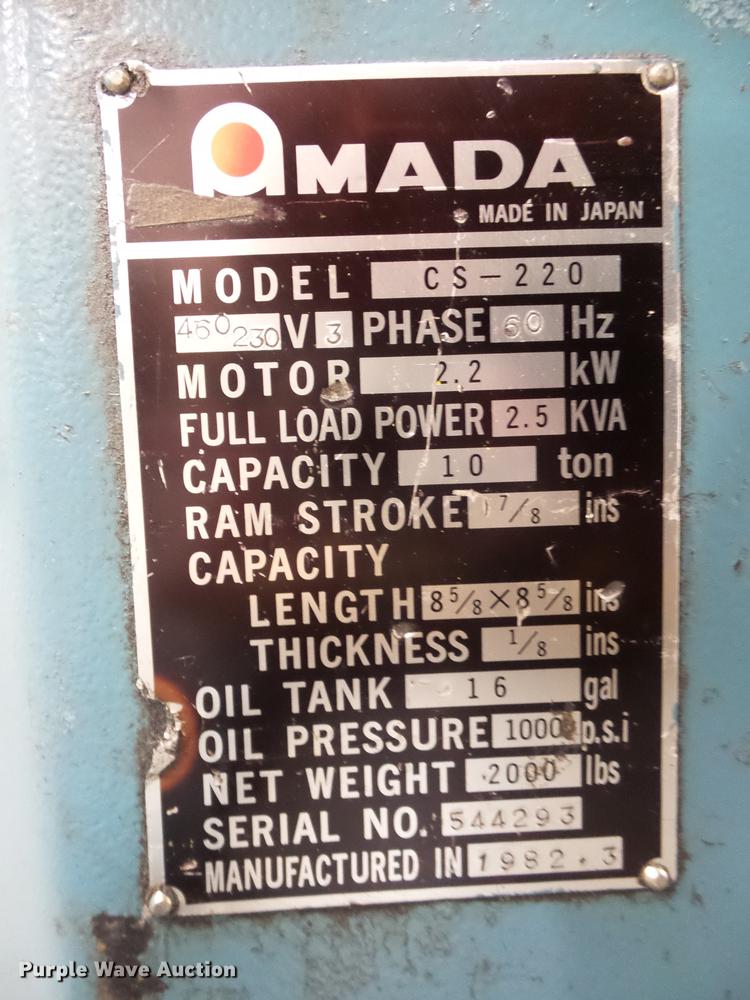 AMADA
MADE IN JAPAN
MODEL CS-220
460 230 V 3 PHASE 60 Hz
MOTOR 2.2 kW
FULL LOAD POWER 2.5 KVA
CAPACITY 10 ton
RAM STROKE 7/8 ins
CAPACITY
LENGTH 8 5/8 × 8 5/8 ins
THICKNESS 1/8 ins
OIL TANK 16 gal
OIL PRESSURE 1000 p.s.i
NET WEIGHT 2000 lbs
SERIAL NO. 544293
MANUFACTURED IN 1982.3
Purple Wave Auction